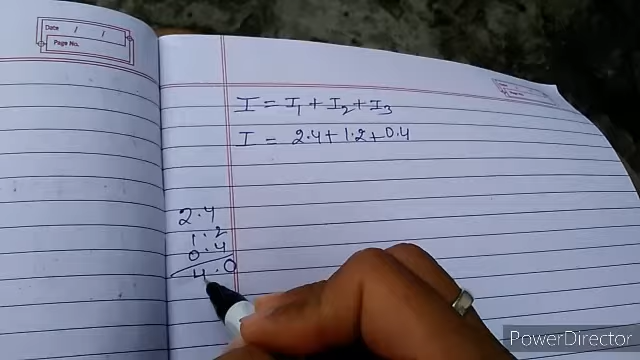 Date / /
Page No.
I = I₁ + I₂ + I₃
I = 2.4 + 1.2 + 0.4
2.4
1.2
0.4
4.0
PowerDirector